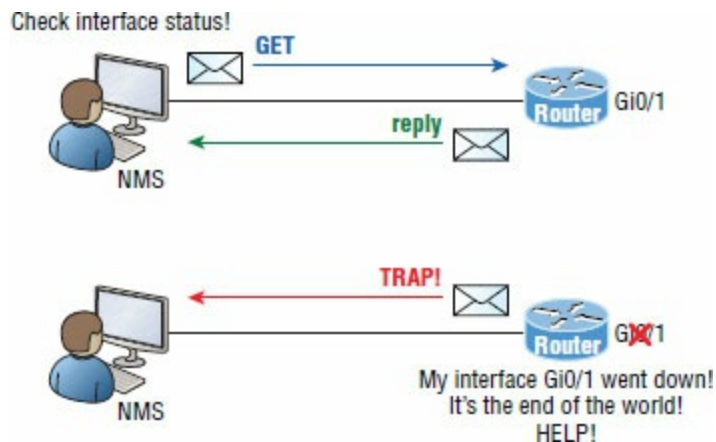 Check interface status!
GET
Router
Gi0/1
reply
NMS
TRAP!
Router
Gi0/1
NMS
My interface Gi0/1 went down!
It's the end of the world!
HELP!